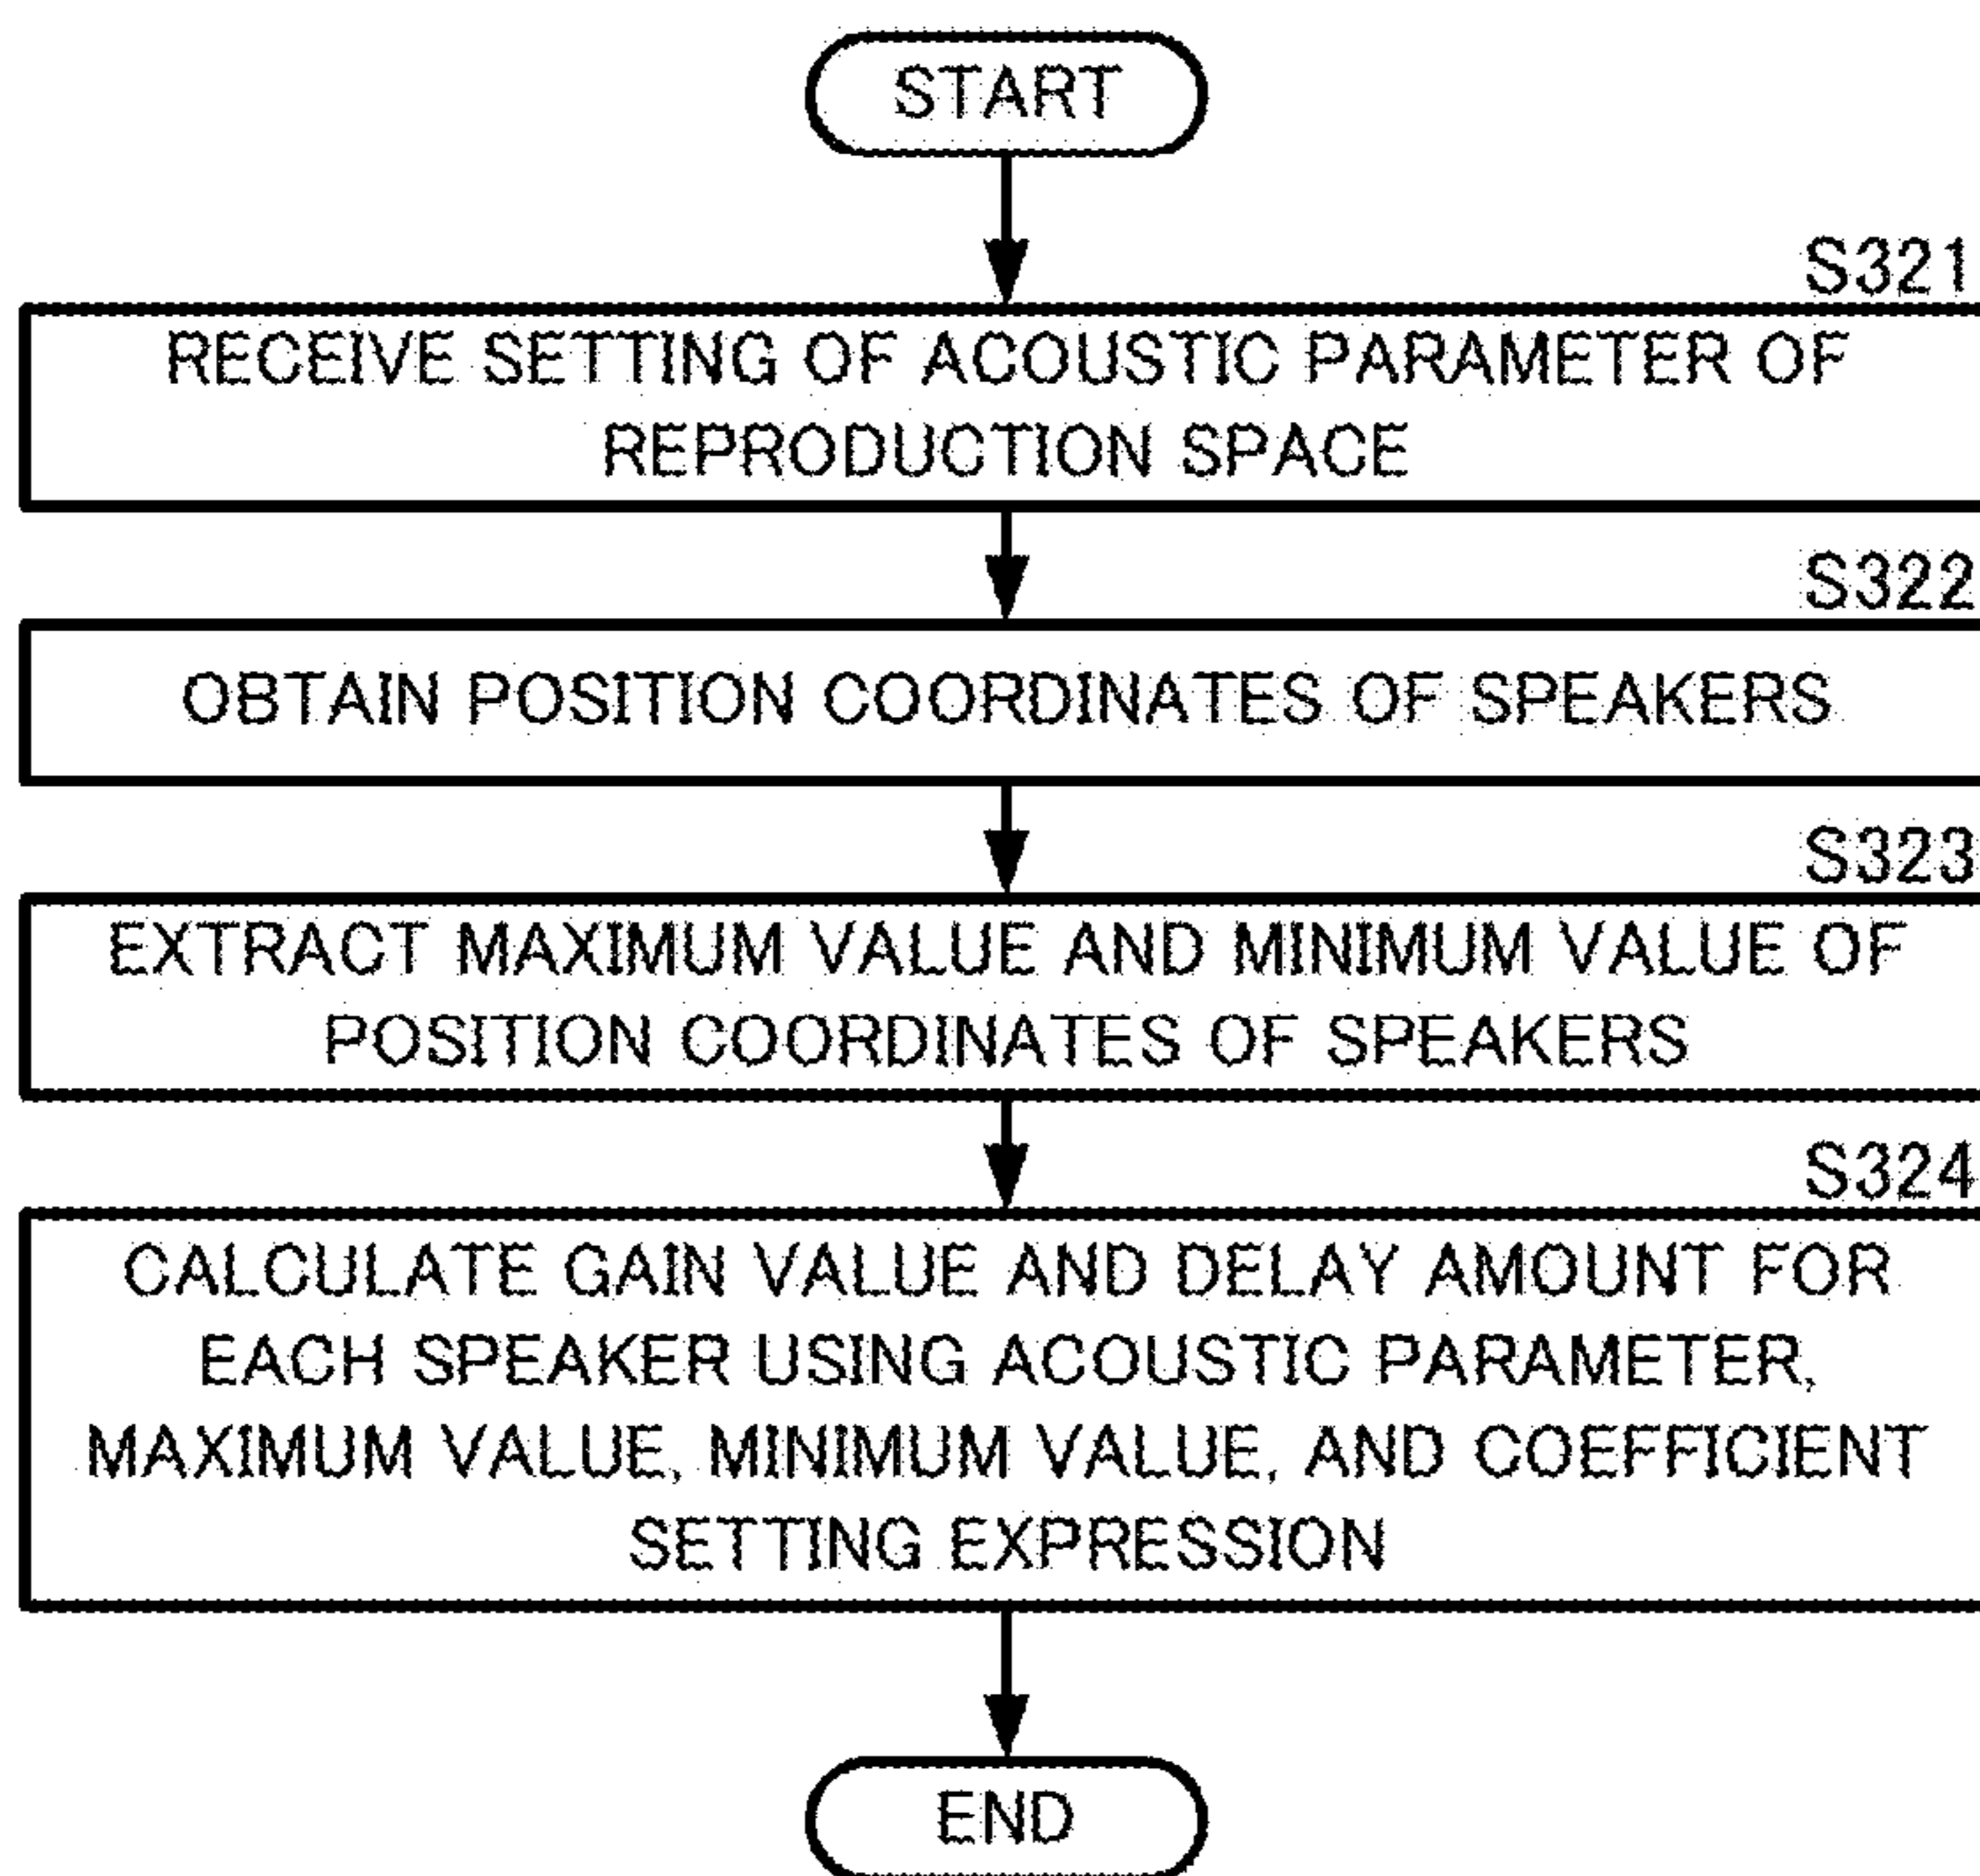 START
S321
RECEIVE SETTING OF ACOUSTIC PARAMETER OF
REPRODUCTION SPACE
S322
OBTAIN POSITION COORDINATES OF SPEAKERS
S323
EXTRACT MAXIMUM VALUE AND MINIMUM VALUE OF
POSITION COORDINATES OF SPEAKERS
S324
CALCULATE GAIN VALUE AND DELAY AMOUNT FOR
EACH SPEAKER USING ACOUSTIC PARAMETER,
MAXIMUM VALUE, MINIMUM VALUE, AND COEFFICIENT
SETTING EXPRESSION
END